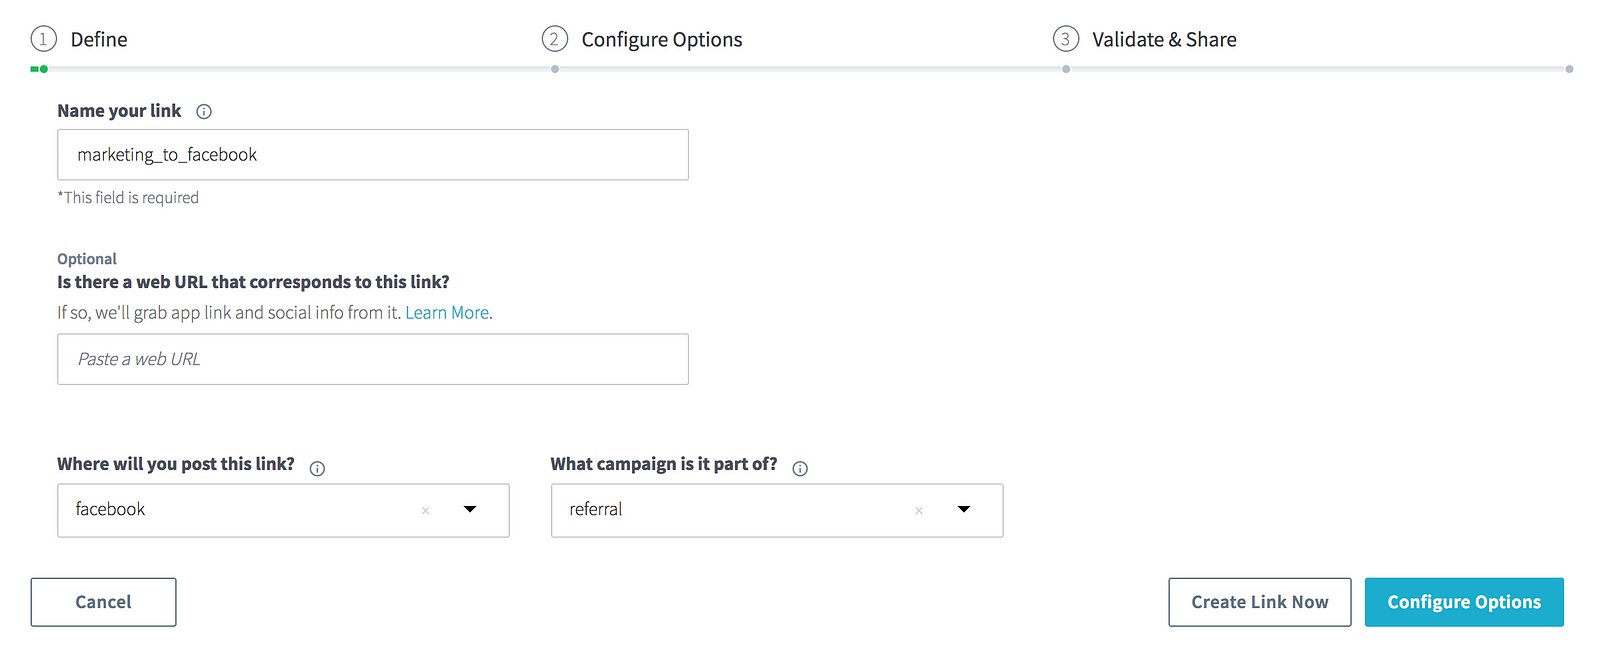 1 Define
2 Configure Options
3 Validate & Share
Name your link
marketing_to_facebook
*This field is required
Optional
Is there a web URL that corresponds to this link?
If so, we'll grab app link and social info from it. Learn More.
Paste a web URL
Where will you post this link?
What campaign is it part of?
facebook ×
referral ×
Cancel
Create Link Now
Configure Options